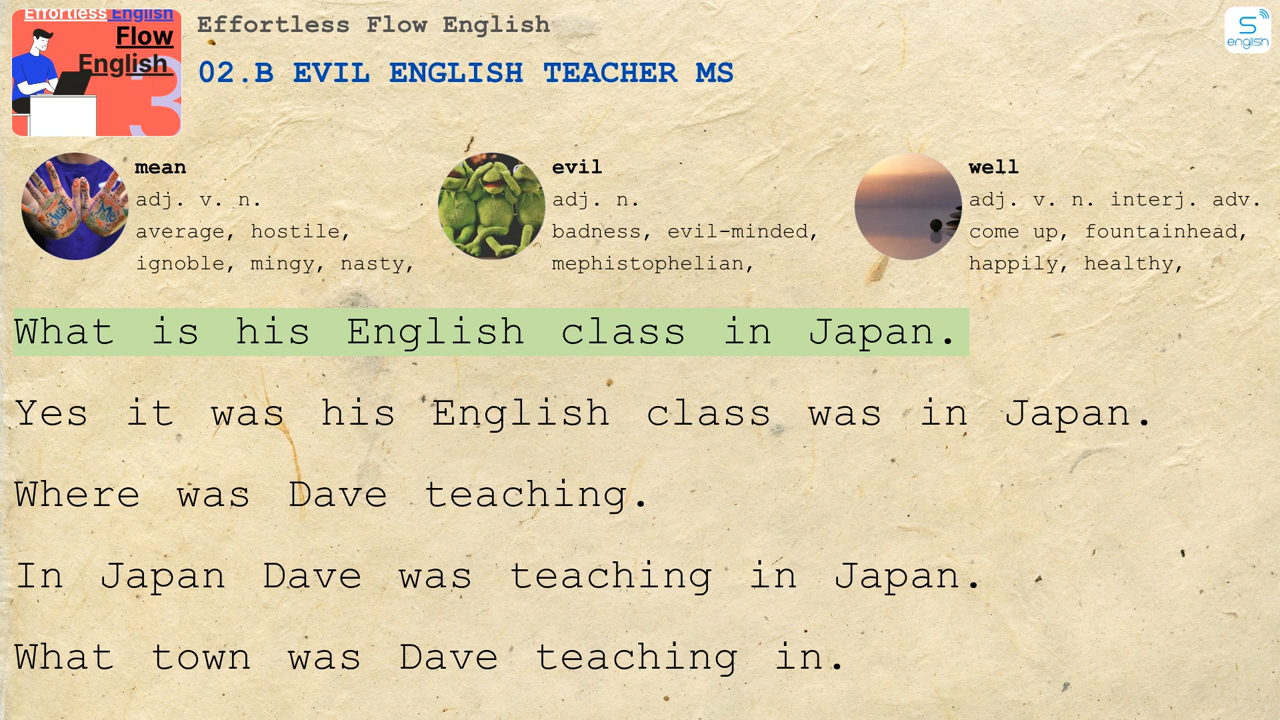 Effortless English
Flow
English
3
Effortless Flow English
02.B EVIL ENGLISH TEACHER MS
S
english
mean
adj. v. n.
average, hostile,
ignoble, mingy, nasty,
evil
adj. n.
badness, evil-minded,
mephistophelian,
well
adj. v. n. interj. adv.
come up, fountainhead,
happily, healthy,
What is his English class in Japan.
Yes it was his English class was in Japan.
Where was Dave teaching.
In Japan Dave was teaching in Japan.
What town was Dave teaching in.